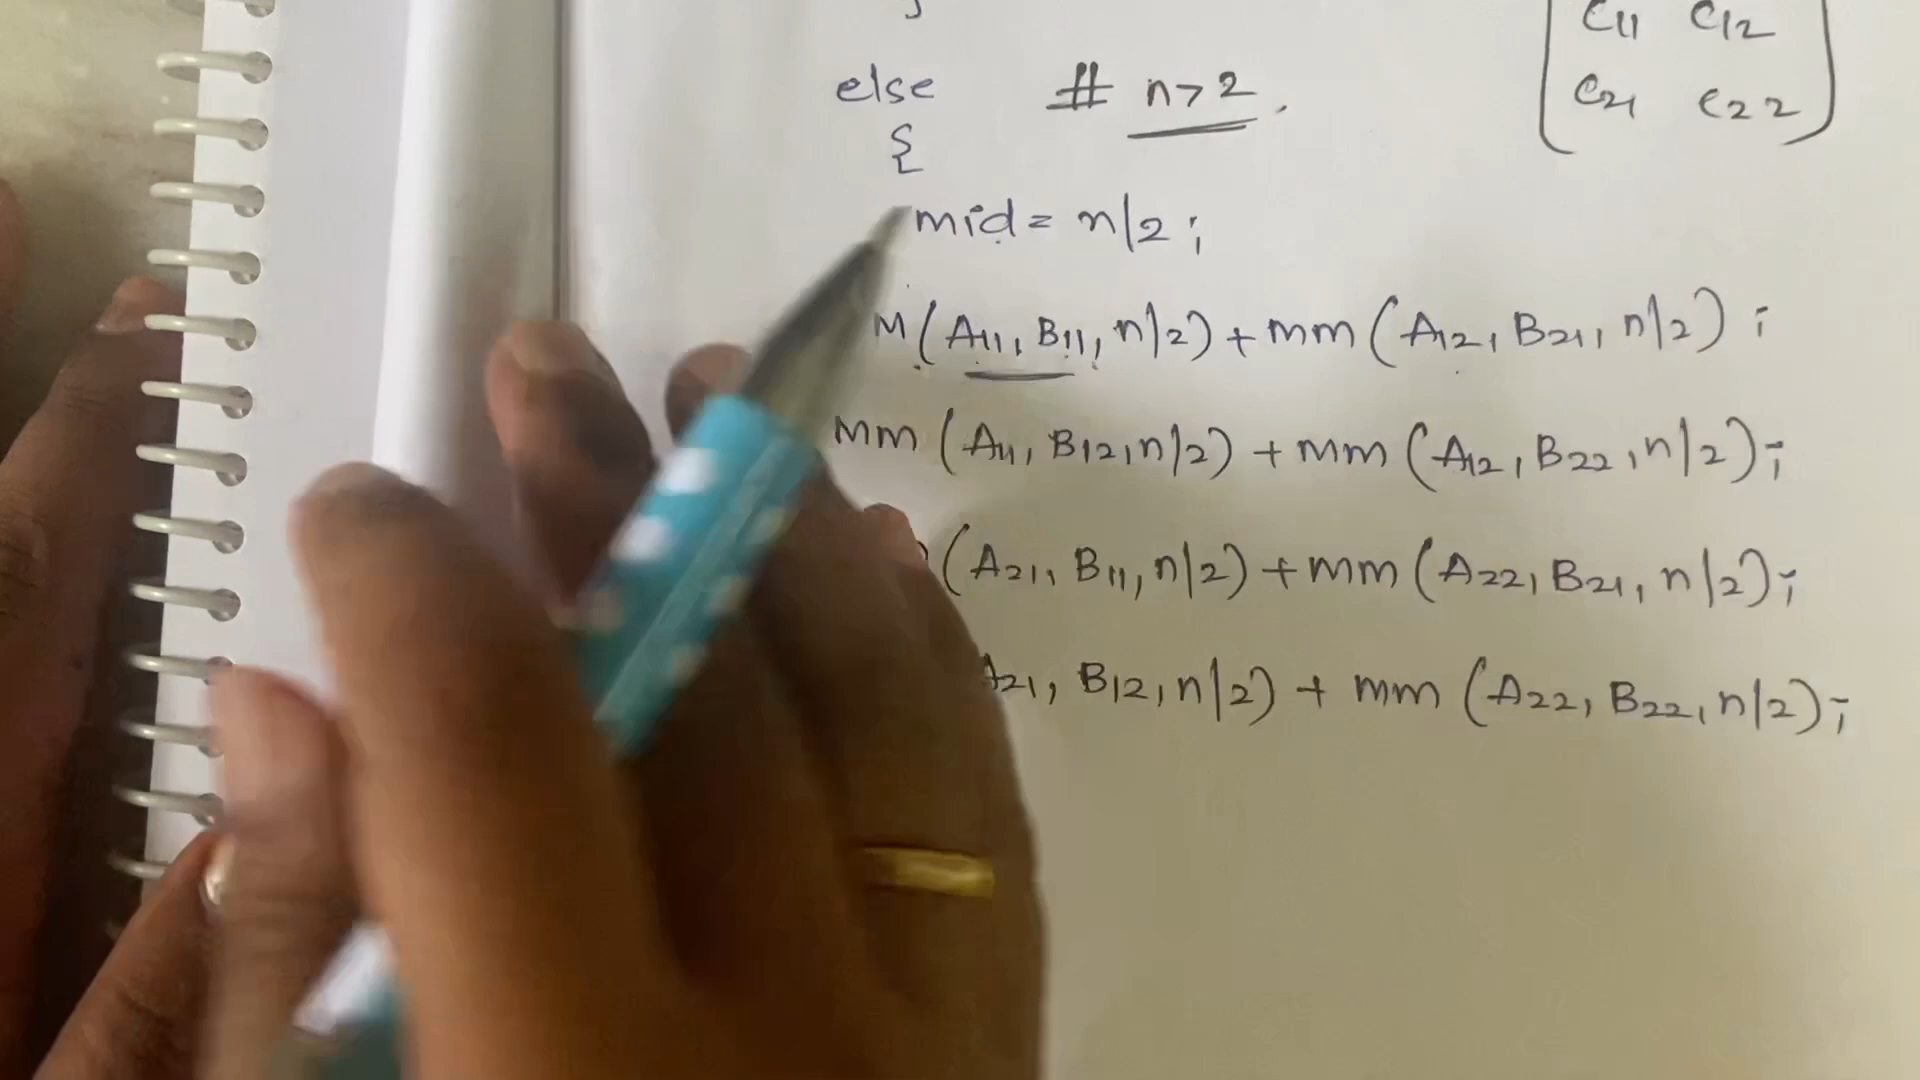 }
C11 C12
else # n>2 .
C21 C22
{
mid = n/2 ;
M ( A11, B11, n/2 ) + mm ( A12, B21, n/2 ) ;
mm ( A11, B12, n/2 ) + mm ( A12, B22, n/2 ) ;
( A21, B11, n/2 ) + mm ( A22, B21, n/2 ) ;
A21, B12, n/2 ) + mm ( A22, B22, n/2 ) ;